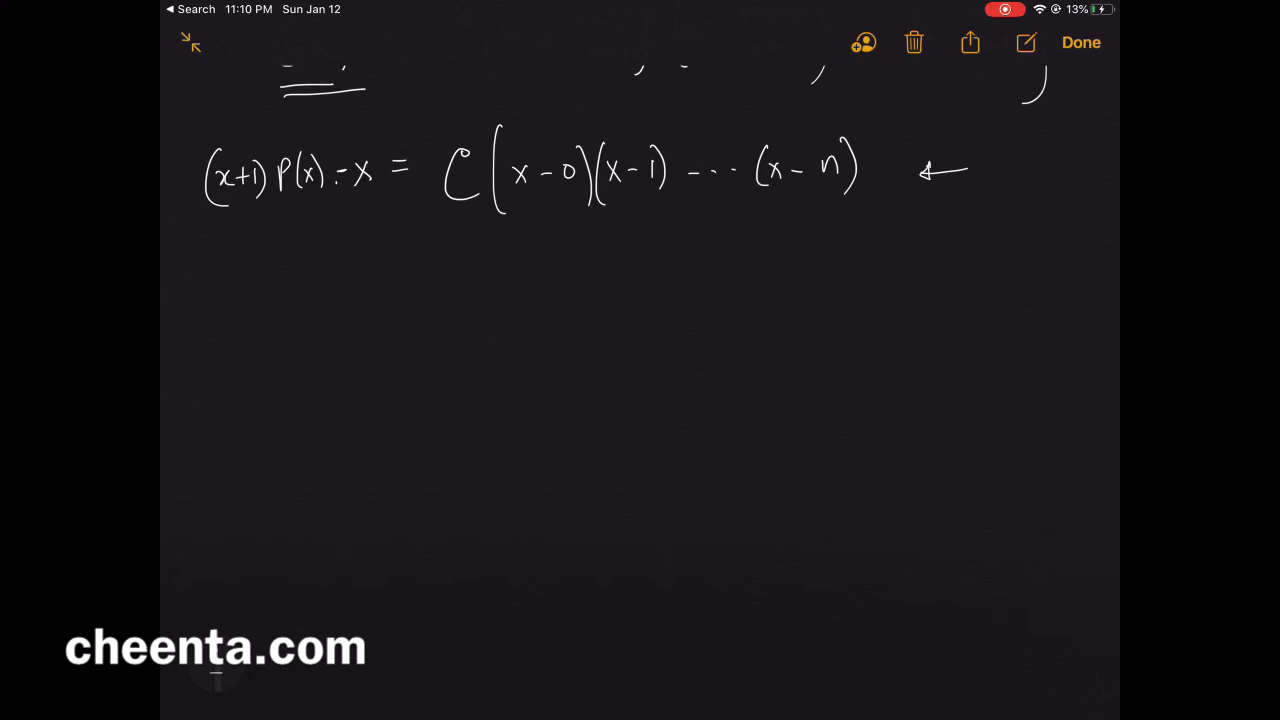 Search 11:10 PM Sun Jan 12 13%
Done
(x+1) P(x) - x = C (x - 0)(x - 1) --... (x - n) ←
cheenta.com